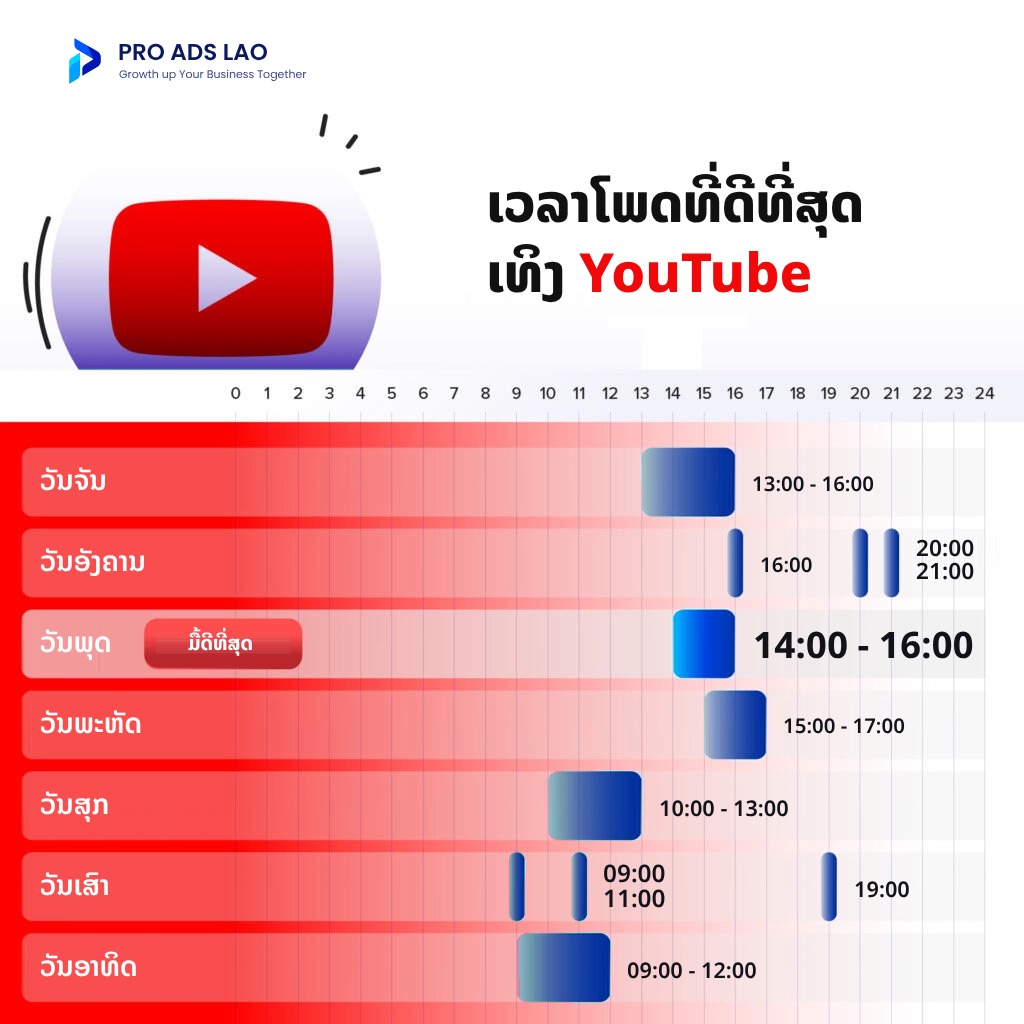 PRO ADS LAO
Growth up Your Business Together
ເວລາໂພດທີ່ດີທີ່ສຸດ
ເທິງ YouTube
0 1 2 3 4 5 6 7 8 9 10 11 12 13 14 15 16 17 18 19 20 21 22 23 24
ວັນຈັນ 13:00 - 16:00
ວັນອັງຄານ 16:00 20:00
21:00
ວັນພຸດ ມື້ດີທີ່ສຸດ 14:00 - 16:00
ວັນພະຫັດ 15:00 - 17:00
ວັນສຸກ 10:00 - 13:00
ວັນເສົາ 09:00
11:00 19:00
ວັນອາທິດ 09:00 - 12:00